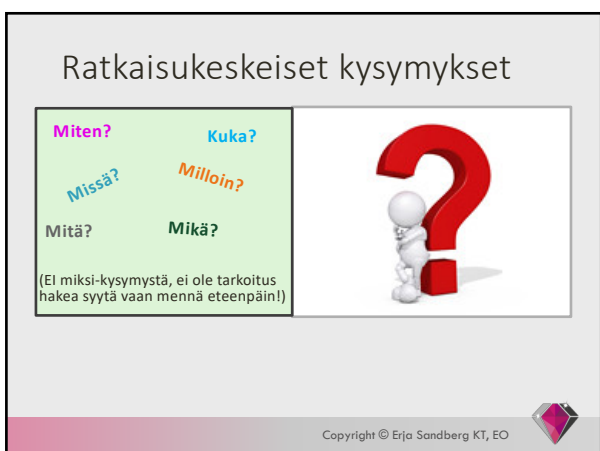 Ratkaisukeskeiset kysymykset
Miten?
Kuka?
Missä?
Milloin?
Mitä?
Mikä?
(EI miksi-kysymystä, ei ole tarkoitus
hakea syytä vaan mennä eteenpäin!)
Copyright © Erja Sandberg KT, EO